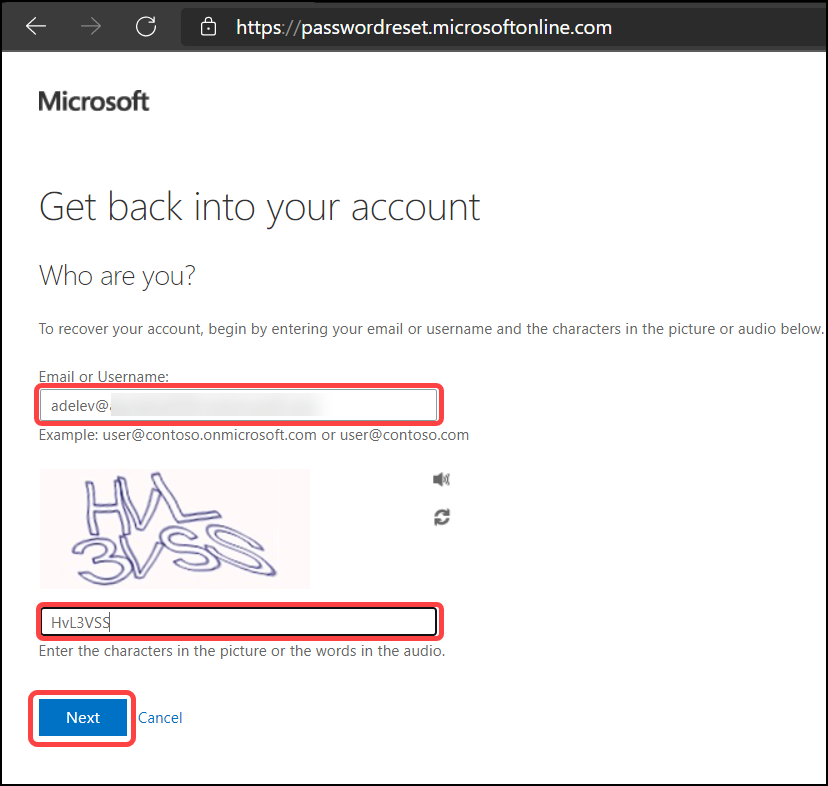 https://passwordreset.microsoftonline.com
Microsoft
Get back into your account
Who are you?
To recover your account, begin by entering your email or username and the characters in the picture or audio below.
Email or Username:
adelev@
Example: user@contoso.onmicrosoft.com or user@contoso.com
HVL
3VSS
HvL3VSS
Enter the characters in the picture or the words in the audio.
Next Cancel